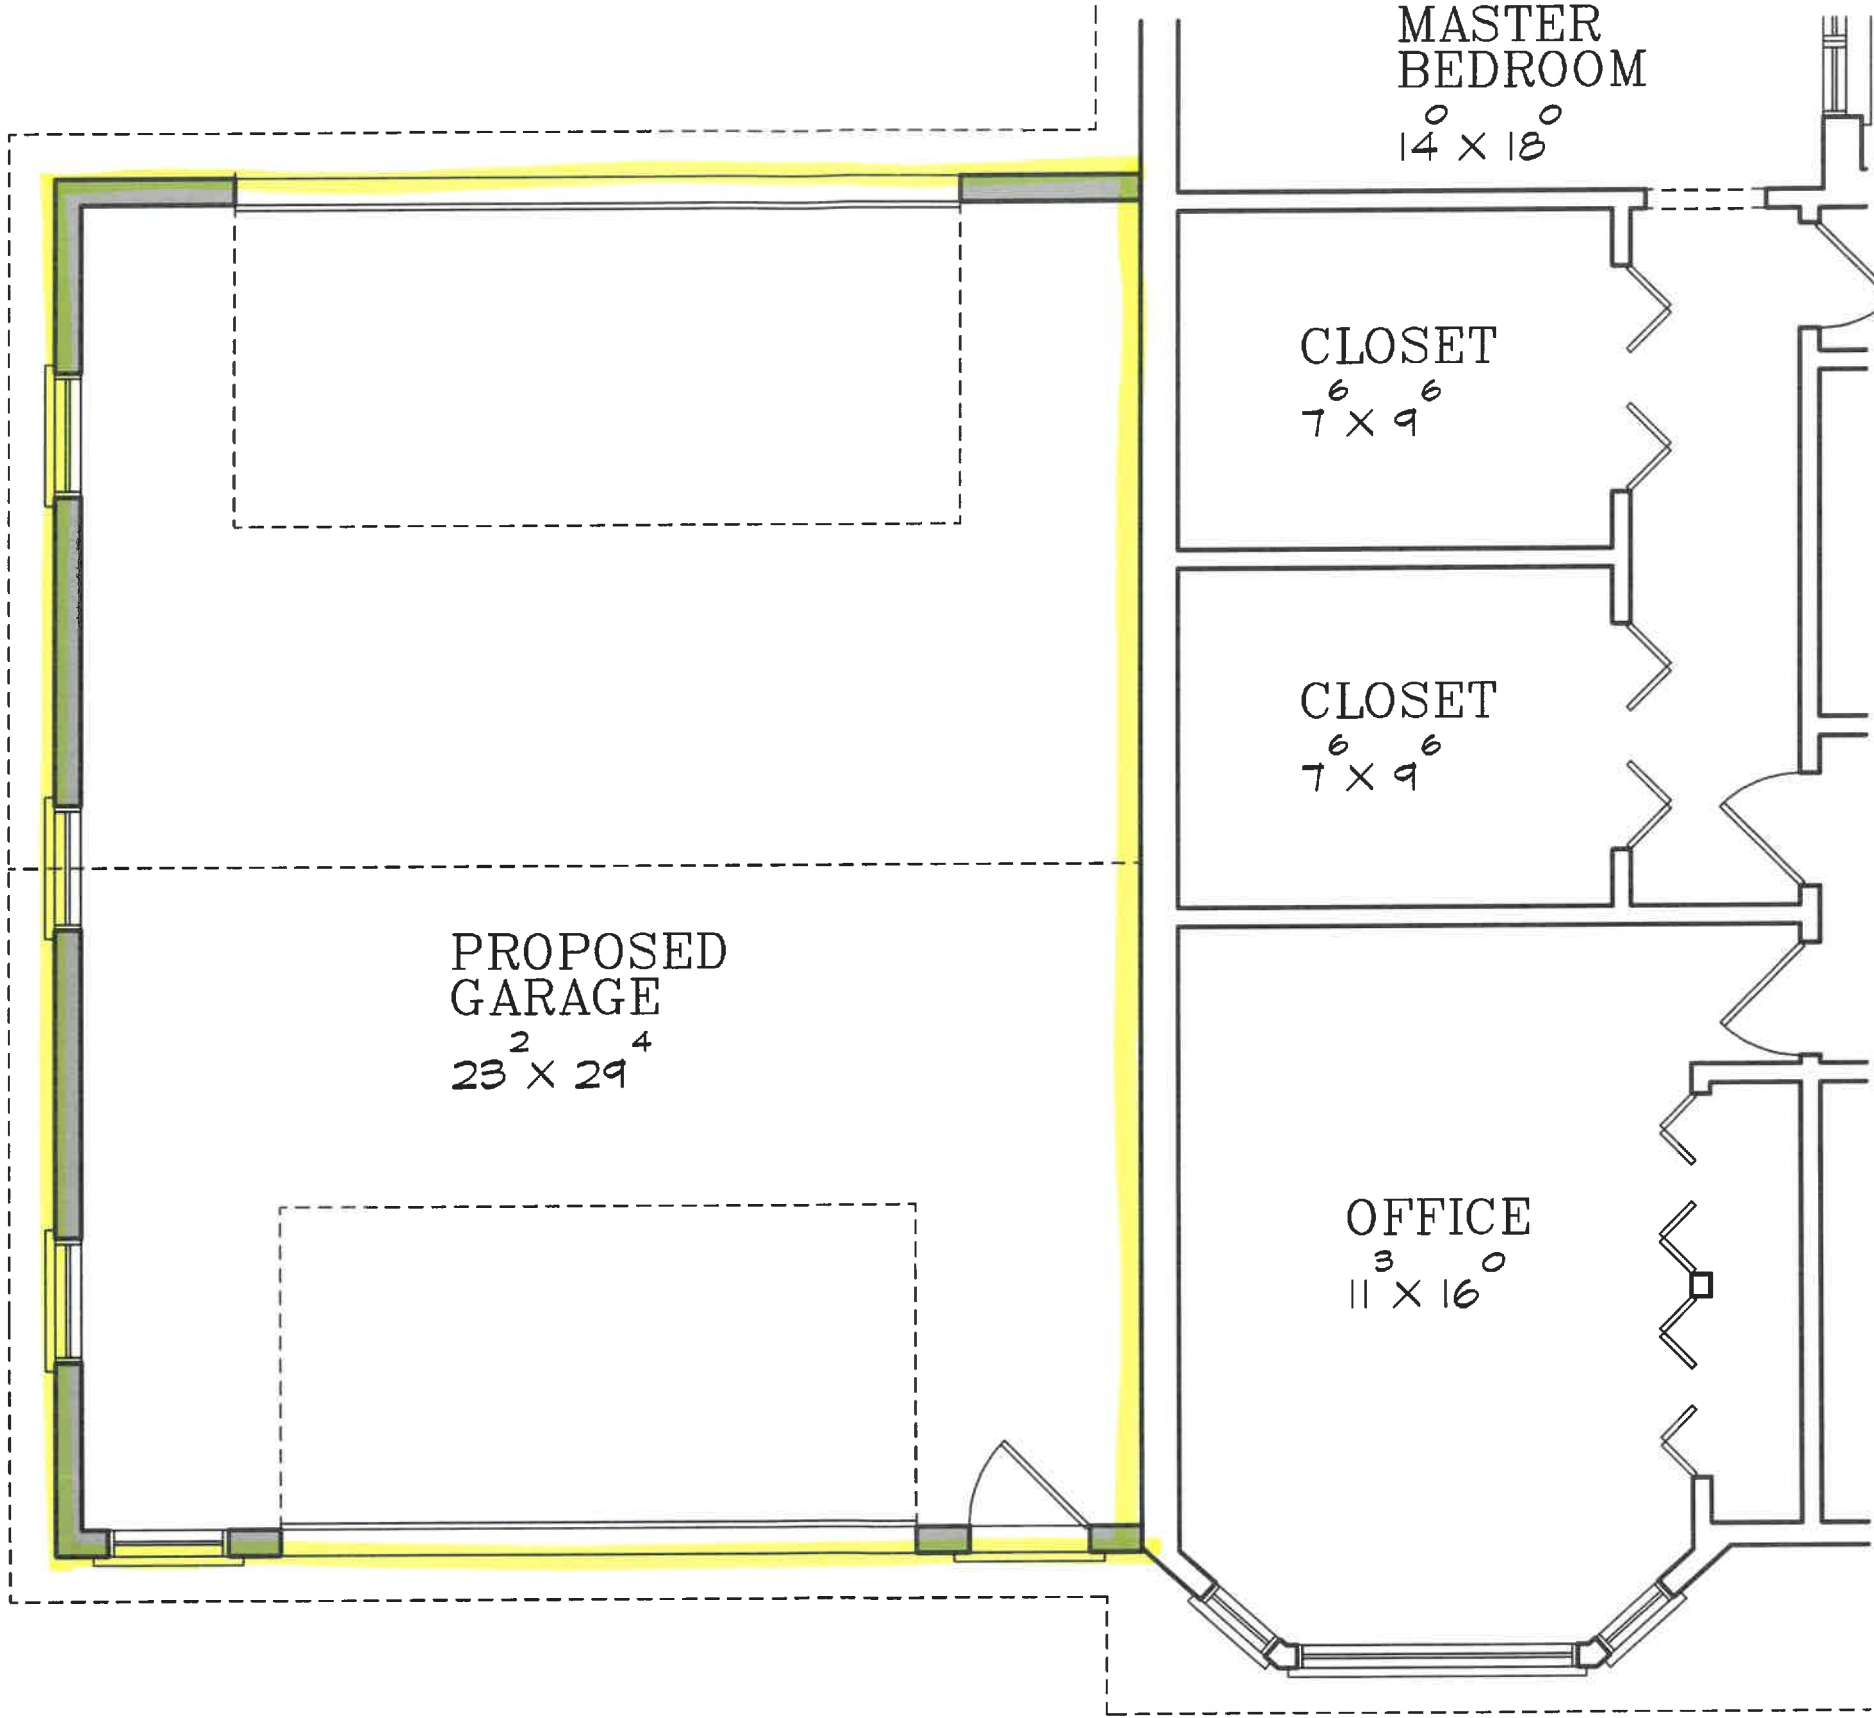 MASTER
BEDROOM
14⁰ X 18⁰
CLOSET
7⁶ X 9⁶
CLOSET
7⁶ X 9⁶
PROPOSED
GARAGE
23² X 29⁴
OFFICE
11³ X 16⁰